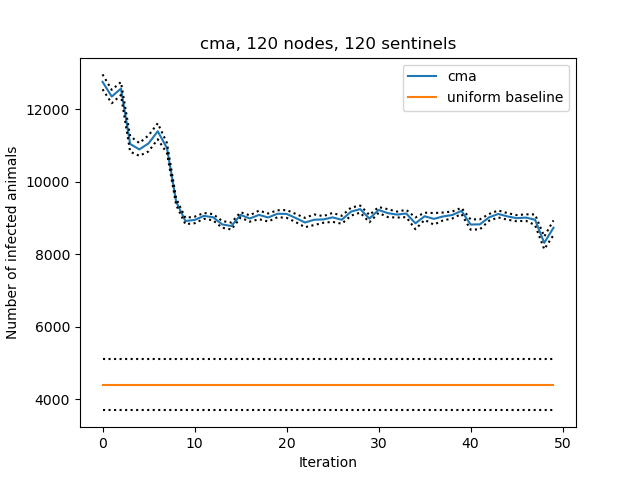 cma, 120 nodes, 120 sentinels
cma
uniform baseline
12000
10000
8000
6000
4000
Number of infected animals
0 10 20 30 40 50
Iteration